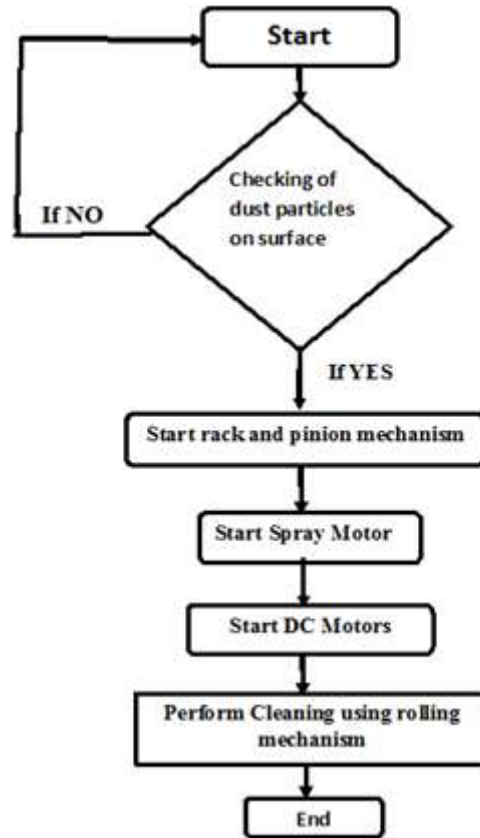 Start
Checking of
dust particles
on surface
If NO
If YES
Start rack and pinion mechanism
Start Spray Motor
Start DC Motors
Perform Cleaning using rolling
mechanism
End